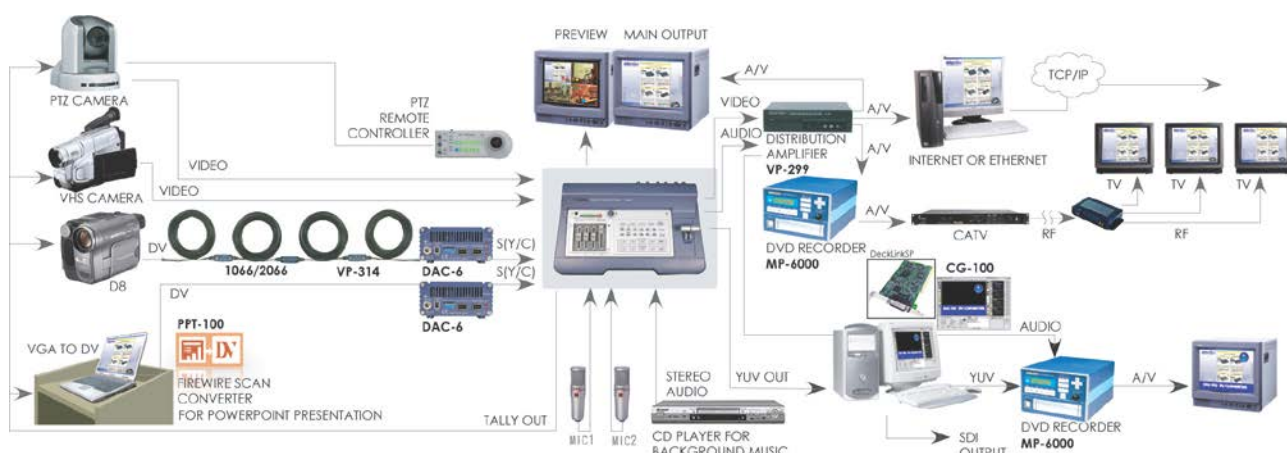 PREVIEW
MAIN OUTPUT
PTZ CAMERA
PTZ
REMOTE
CONTROLLER
VIDEO
VHS CAMERA
VIDEO
DV
D8
1066/2066
VP-314
DAC-6
S(Y/C)
S(Y/C)
DV
DAC-6
VGA TO DV
PPT-100
DV
FIREWIRE SCAN
CONVERTER
FOR POWERPOINT PRESENTATION
TALLY OUT
MIC1
MIC2
STEREO
AUDIO
CD PLAYER FOR
BACKGROUND MUSIC
YUV OUT
VIDEO
AUDIO
A/V
DISTRIBUTION
AMPLIFIER
VP-299
A/V
A/V
INTERNET OR ETHERNET
TCP/IP
DVD RECORDER
MP-6000
A/V
CATV
RF
RF
TV
TV
TV
DeckLinkSP
CG-100
AUDIO
YUV
SDI
OUTPUT
DVD RECORDER
MP-6000
A/V